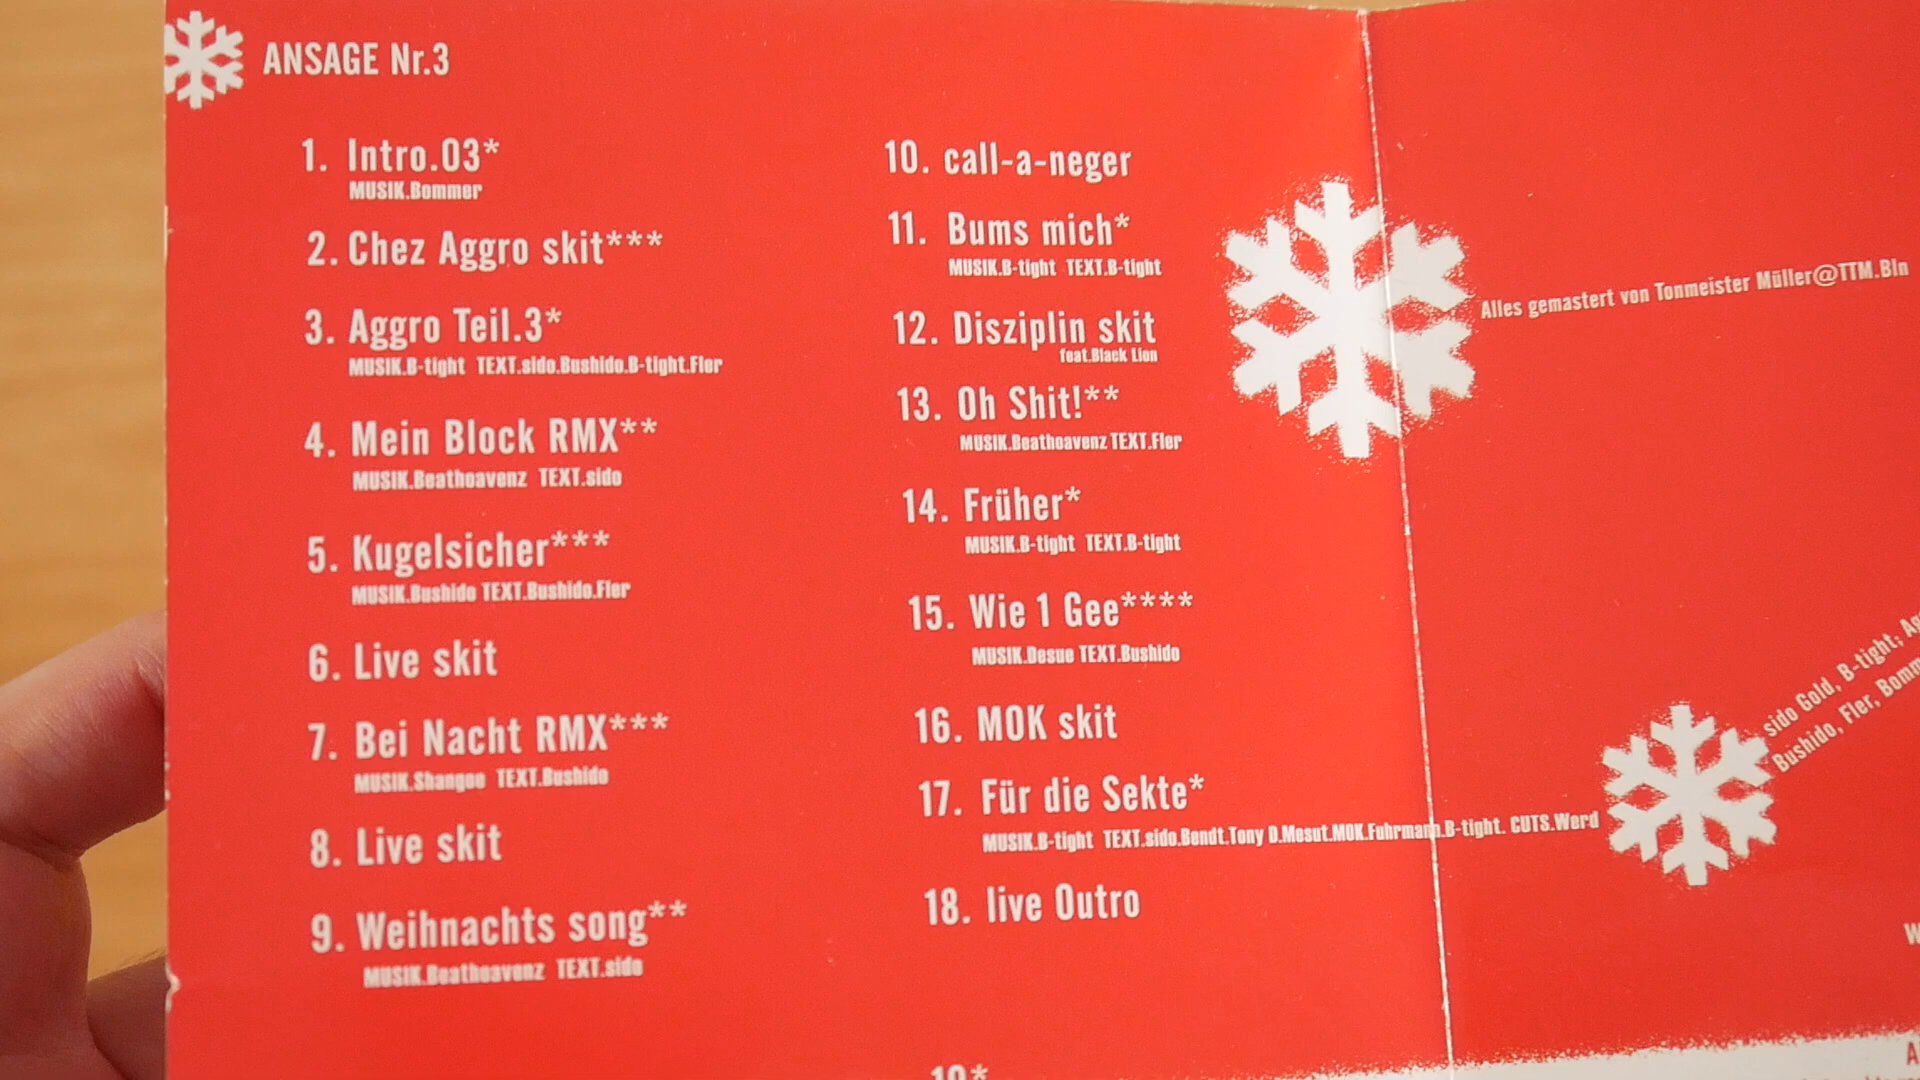 ANSAGE Nr.3
1. Intro.03*
MUSIK.Bommer
2. Chez Aggro skit***
3. Aggro Teil.3*
MUSIK.B-tight TEXT.sido.Bushido.B-tight.Fler
4. Mein Block RMX**
MUSIK.Beathoavenz TEXT.sido
5. Kugelsicher***
MUSIK.Bushido TEXT.Bushido.Fler
6. Live skit
7. Bei Nacht RMX***
MUSIK.Shangoe TEXT.Bushido
8. Live skit
9. Weihnachts song**
MUSIK.Beathoavenz TEXT.sido
10. call-a-neger
11. Bums mich*
MUSIK.B-tight TEXT.B-tight
12. Disziplin skit
feat.Black Lion
13. Oh Shit!**
MUSIK.Beathoavenz TEXT.Fler
14. Früher*
MUSIK.B-tight TEXT.B-tight
15. Wie 1 Gee****
MUSIK.Desue TEXT.Bushido
16. MOK skit
17. Für die Sekte*
MUSIK.B-tight TEXT.sido.Bendt.Tony D.Mesut.MOK.Fuhrmann.B-tight. CUTS.Werd
18. live Outro
19*
Alles gemastert von Tonmeister Müller@TTM.Bln
sido Gold, B-tight; Ag
Bushido, Fler, Bomm